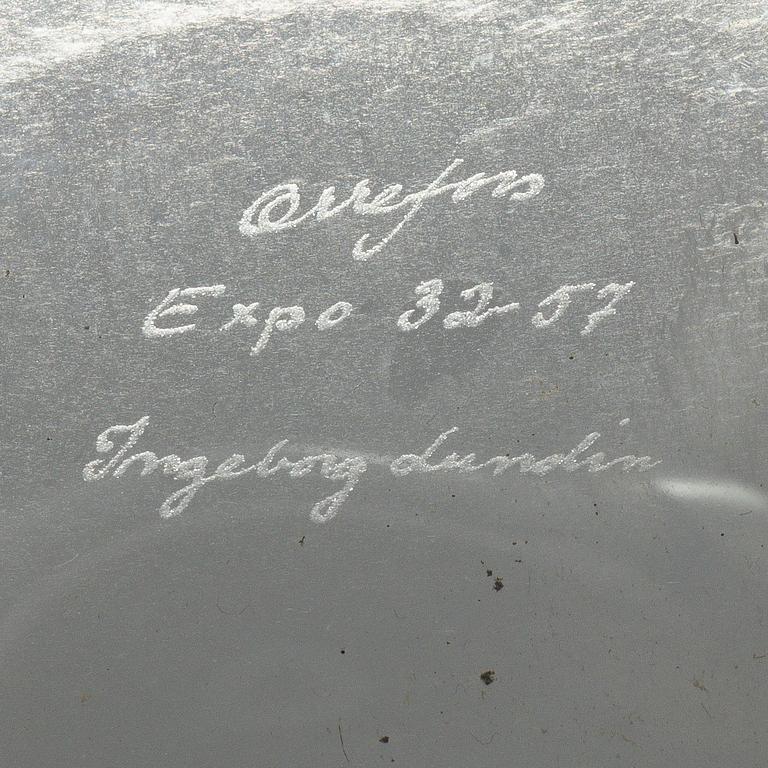 Orrefors
Expo 32-57
Ingeborg Lundin